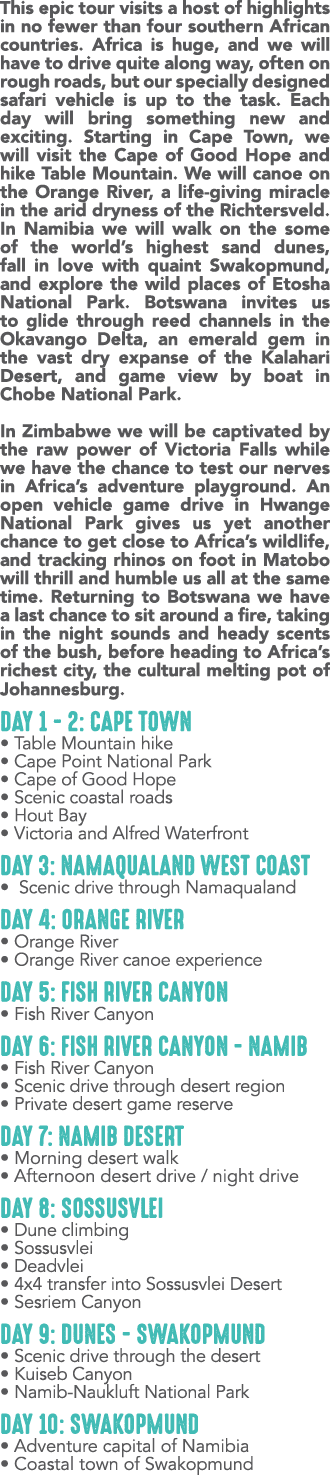 This epic tour visits a host of highlights
in no fewer than four southern African
countries. Africa is huge, and we will
have to drive quite along way, often on
rough roads, but our specially designed
safari vehicle is up to the task. Each
day will bring something new and
exciting. Starting in Cape Town, we
will visit the Cape of Good Hope and
hike Table Mountain. We will canoe on
the Orange River, a life-giving miracle
in the arid dryness of the Richtersveld.
In Namibia we will walk on the some
of the world's highest sand dunes,
fall in love with quaint Swakopmund,
and explore the wild places of Etosha
National Park. Botswana invites us
to glide through reed channels in the
Okavango Delta, an emerald gem in
the vast dry expanse of the Kalahari
Desert, and game view by boat in
Chobe National Park.
In Zimbabwe we will be captivated by
the raw power of Victoria Falls while
we have the chance to test our nerves
in Africa's adventure playground. An
open vehicle game drive in Hwange
National Park gives us yet another
chance to get close to Africa's wildlife,
and tracking rhinos on foot in Matobo
will thrill and humble us all at the same
time. Returning to Botswana we have
a last chance to sit around a fire, taking
in the night sounds and heady scents
of the bush, before heading to Africa's
richest city, the cultural melting pot of
Johannesburg.
DAY 1 - 2: CAPE TOWN
• Table Mountain hike
• Cape Point National Park
• Cape of Good Hope
• Scenic coastal roads
• Hout Bay
• Victoria and Alfred Waterfront
DAY 3: NAMAQUALAND WEST COAST
• Scenic drive through Namaqualand
DAY 4: ORANGE RIVER
• Orange River
• Orange River canoe experience
DAY 5: FISH RIVER CANYON
• Fish River Canyon
DAY 6: FISH RIVER CANYON - NAMIB
• Fish River Canyon
• Scenic drive through desert region
• Private desert game reserve
DAY 7: NAMIB DESERT
• Morning desert walk
• Afternoon desert drive / night drive
DAY 8: SOSSUSVLEI
• Dune climbing
• Sossusvlei
• Deadvlei
• 4x4 transfer into Sossusvlei Desert
• Sesriem Canyon
DAY 9: DUNES - SWAKOPMUND
• Scenic drive through the desert
• Kuiseb Canyon
• Namib-Naukluft National Park
DAY 10: SWAKOPMUND
• Adventure capital of Namibia
• Coastal town of Swakopmund